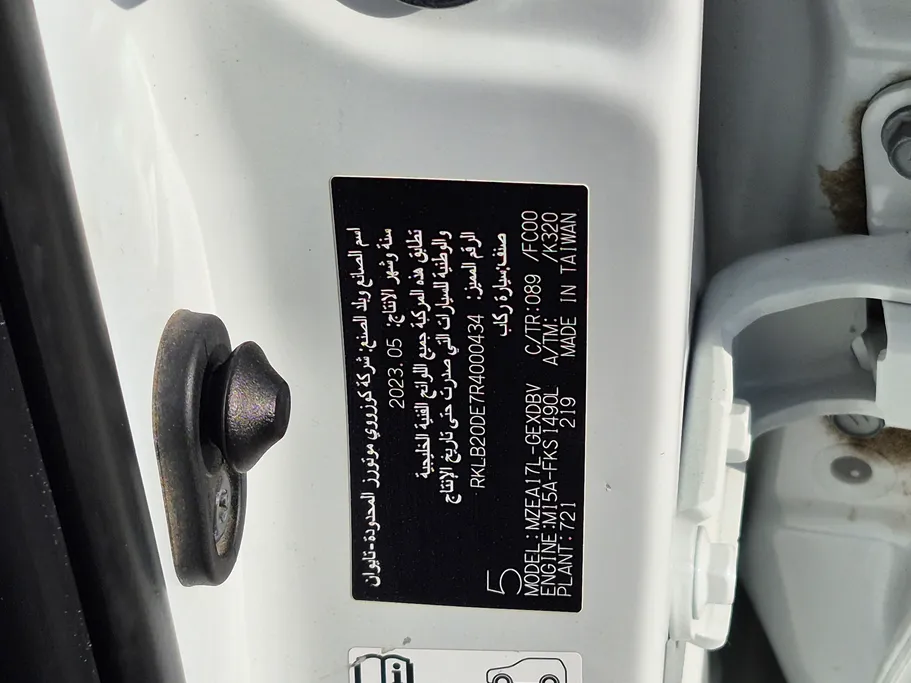 اسم الصانع وبلد الصنع: شركة كوزووي موتورز المحدودة-تايوان
سنة وشهر الإنتاج: 2023.05
تطابق هذه المركبة جميع اللوائح الفنية الخليجية
والوطنية للسيارات التي صدرت حتى تاريخ الإنتاج
الرقم المميز: RKLB20DE7R4000434
صنف:سيارة ركاب
5
MODEL:MZEA17L-GEXDBV C/TR:089 /FC00
ENGINE:M15A-FKS 1490L A/TM: /K320
PLANT:721 219 MADE IN TAIWAN